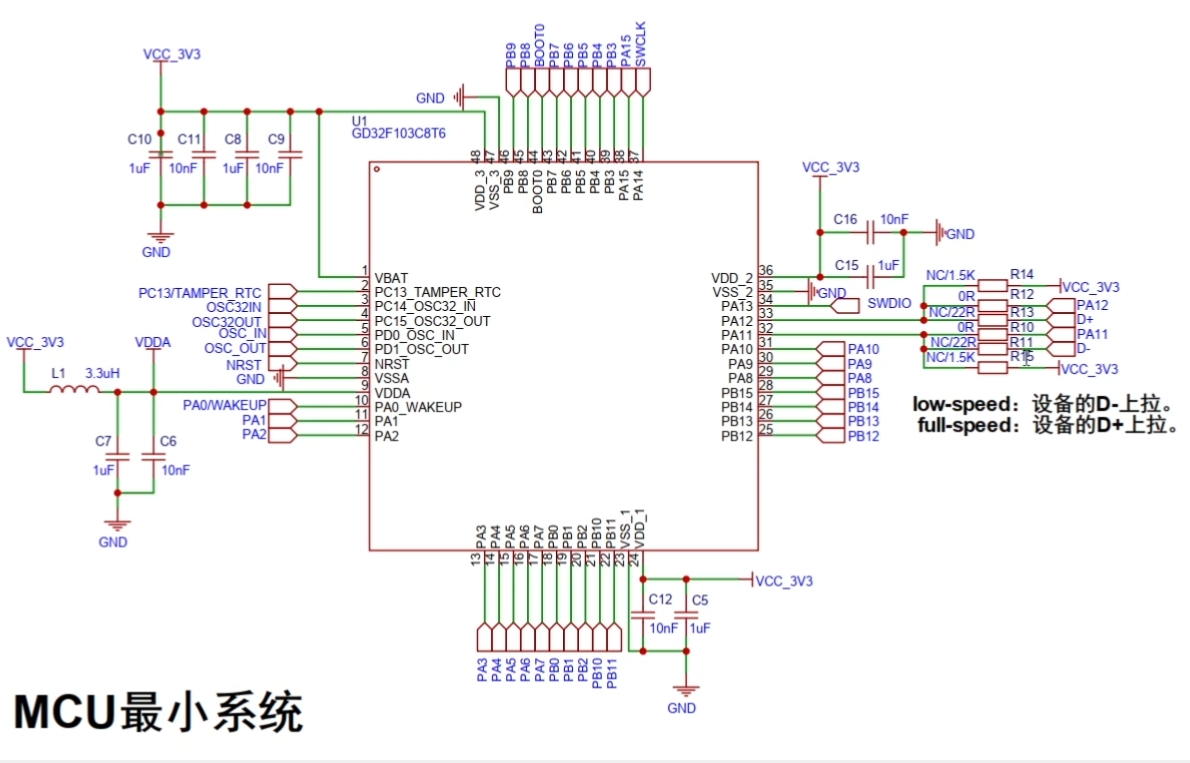 PB9
PB8
BOOT0
PB7
PB6
PB5
PB4
PB3
PA15
SWCLK
VCC_3V3
GND
U1
GD32F103C8T6
C10
1uF
C11
10nF
C8
1uF
C9
10nF
GND
48
47
46
45
44
43
42
41
40
39
38
37
VDD_3
VSS_3
PB9
PB8
BOOT0
PB7
PB6
PB5
PB4
PB3
PA15
PA14
VCC_3V3
C16 10nF
GND
C15 1uF
PC13/TAMPER_RTC
OSC32IN
OSC32OUT
OSC_IN
OSC_OUT
NRST
GND
PA0/WAKEUP
PA1
PA2
1 VBAT
2 PC13_TAMPER_RTC
3 PC14_OSC32_IN
4 PC15_OSC32_OUT
5 PD0_OSC_IN
6 PD1_OSC_OUT
7 NRST
8 VSSA
9 VDDA
10 PA0_WAKEUP
11 PA1
12 PA2
VDD_2 36
VSS_2 35
PA13 34
PA12 33
PA11 32
PA10 31
PA9 30
PA8 29
PB15 28
PB14 27
PB13 26
PB12 25
GND
SWDIO
PA10
PA9
PA8
PB15
PB14
PB13
PB12
NC/1.5K R14 VCC_3V3
0R R12 PA12
NC/22R R13 D+
0R R10 PA11
NC/22R R11 D-
NC/1.5K R15 VCC_3V3
low-speed：设备的D-上拉。
full-speed：设备的D+上拉。
VCC_3V3
L1 3.3uH
VDDA
C7
1uF
C6
10nF
GND
PA3
PA4
PA5
PA6
PA7
PB0
PB1
PB2
PB10
PB11
VSS_1
VDD_1
13
14
15
16
17
18
19
20
21
22
23
24
VCC_3V3
C12
10nF
C5
1uF
GND
PA3
PA4
PA5
PA6
PA7
PB0
PB1
PB2
PB10
PB11
MCU最小系统